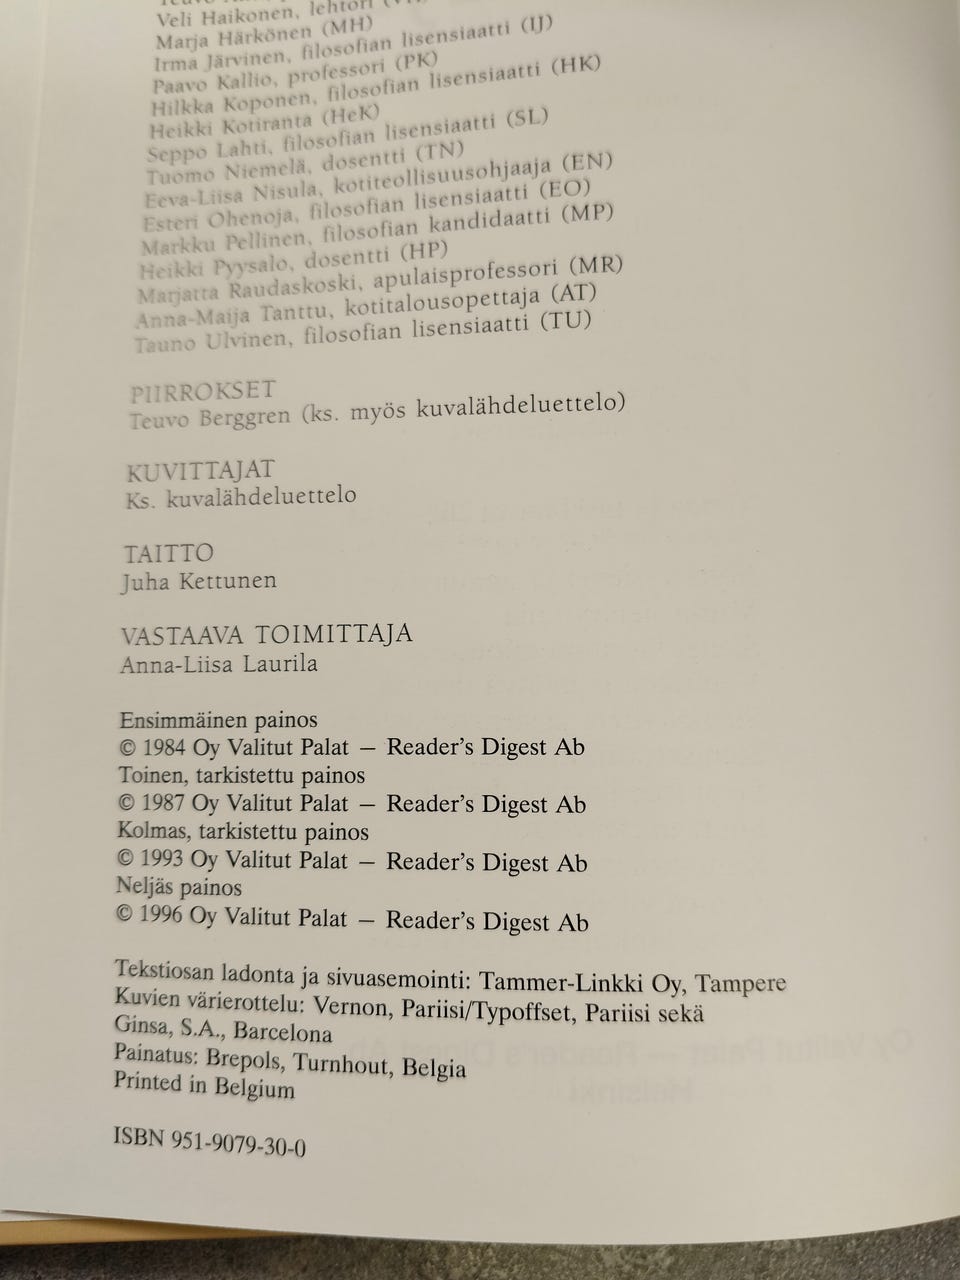 Veli Haikonen, lehtori
Marja Härkönen (MH)
Irma Järvinen, filosofian lisensiaatti (IJ)
Paavo Kallio, professori (PK)
Hilkka Koponen, filosofian lisensiaatti (HK)
Heikki Kotiranta (HeK)
Seppo Lahti, filosofian lisensiaatti (SL)
Tuomo Niemelä, dosentti (TN)
Eeva-Liisa Nisula, kotiteollisuusohjaaja (EN)
Esteri Ohenoja, filosofian lisensiaatti (EO)
Markku Pellinen, filosofian kandidaatti (MP)
Heikki Pyysalo, dosentti (HP)
Marjatta Raudaskoski, apulaisprofessori (MR)
Anna-Maija Tanttu, kotitalousopettaja (AT)
Tauno Ulvinen, filosofian lisensiaatti (TU)
PIIRROKSET
Teuvo Berggren (ks. myös kuvalähdeluettelo)
KUVITTAJAT
Ks. kuvalähdeluettelo
TAITTO
Juha Kettunen
VASTAAVA TOIMITTAJA
Anna-Liisa Laurila
Ensimmäinen painos
© 1984 Oy Valitut Palat — Reader's Digest Ab
Toinen, tarkistettu painos
© 1987 Oy Valitut Palat — Reader's Digest Ab
Kolmas, tarkistettu painos
© 1993 Oy Valitut Palat — Reader's Digest Ab
Neljäs painos
© 1996 Oy Valitut Palat — Reader's Digest Ab
Tekstiosan ladonta ja sivuasemointi: Tammer-Linkki Oy, Tampere
Kuvien värierottelu: Vernon, Pariisi/Typoffset, Pariisi sekä
Ginsa, S.A., Barcelona
Painatus: Brepols, Turnhout, Belgia
Printed in Belgium
ISBN 951-9079-30-0